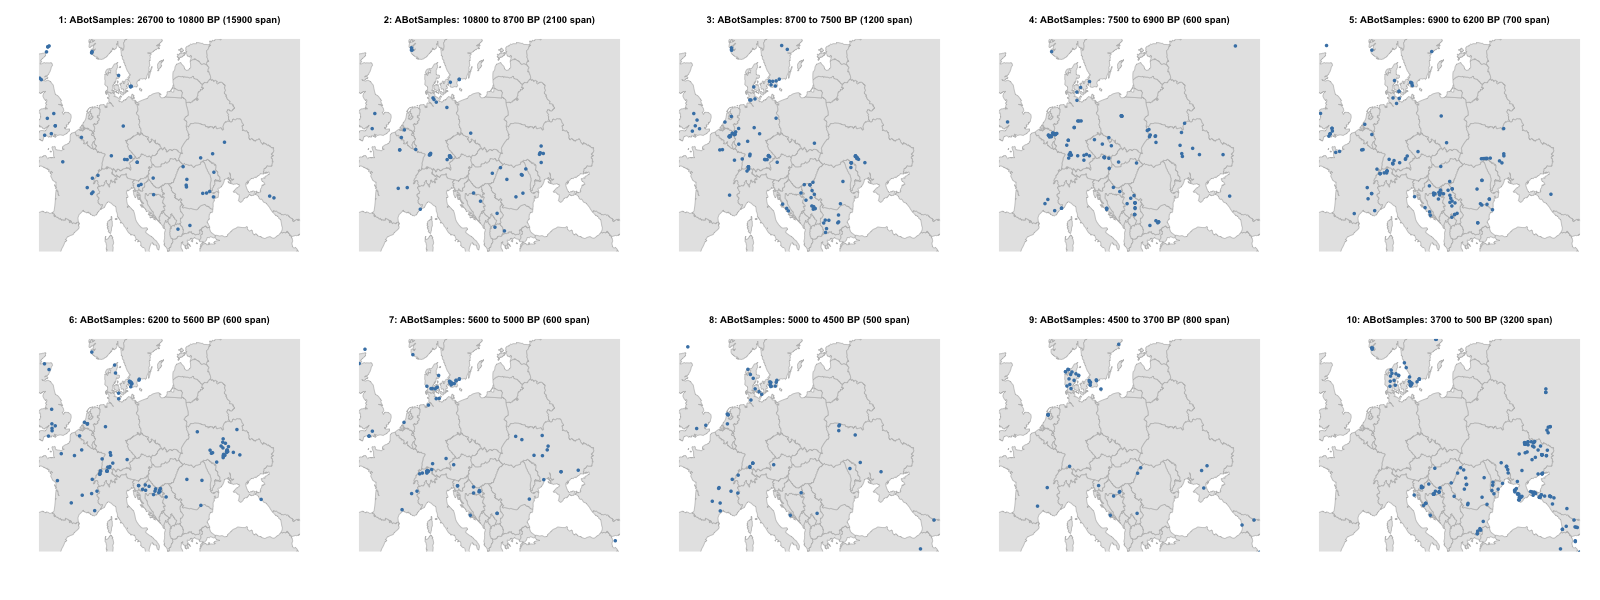 1: ABotSamples: 26700 to 10800 BP (15900 span)
2: ABotSamples: 10800 to 8700 BP (2100 span)
3: ABotSamples: 8700 to 7500 BP (1200 span)
4: ABotSamples: 7500 to 6900 BP (600 span)
5: ABotSamples: 6900 to 6200 BP (700 span)
6: ABotSamples: 6200 to 5600 BP (600 span)
7: ABotSamples: 5600 to 5000 BP (600 span)
8: ABotSamples: 5000 to 4500 BP (500 span)
9: ABotSamples: 4500 to 3700 BP (800 span)
10: ABotSamples: 3700 to 500 BP (3200 span)